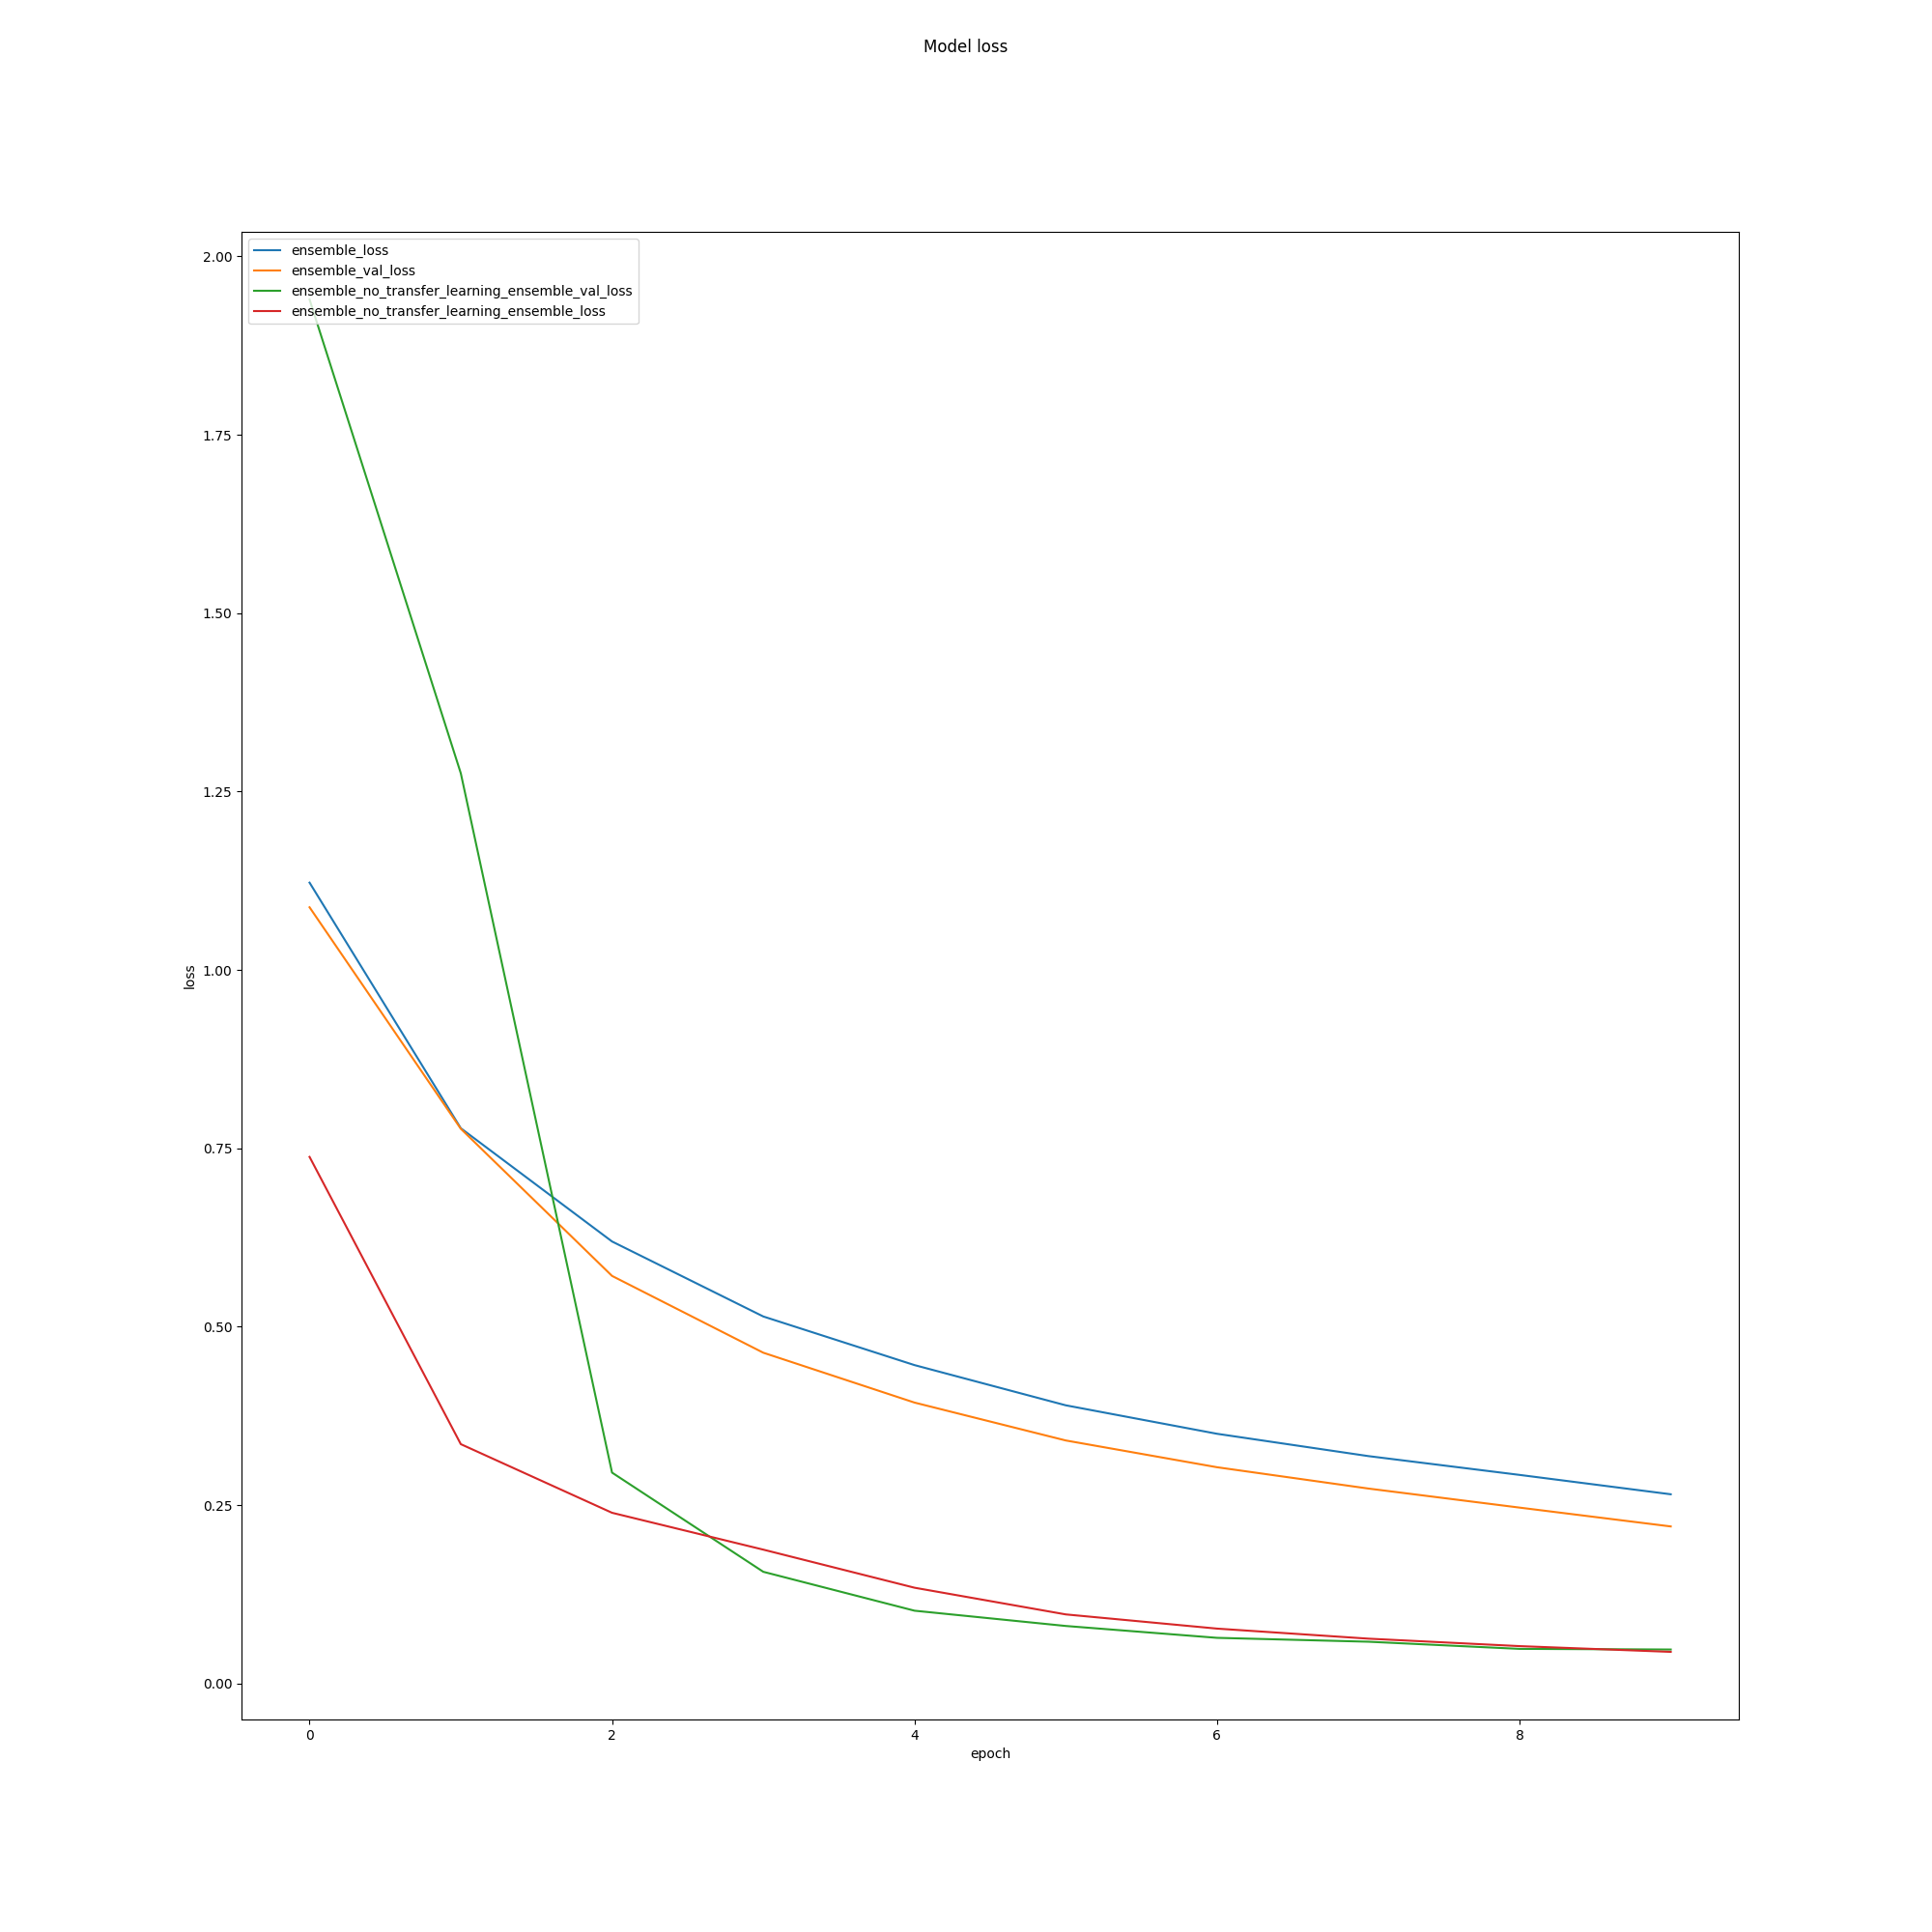 Model loss
ensemble_loss
ensemble_val_loss
ensemble_no_transfer_learning_ensemble_val_loss
ensemble_no_transfer_learning_ensemble_loss
2.00
1.75
1.50
1.25
1.00
0.75
0.50
0.25
0.00
loss
0 2 4 6 8
epoch